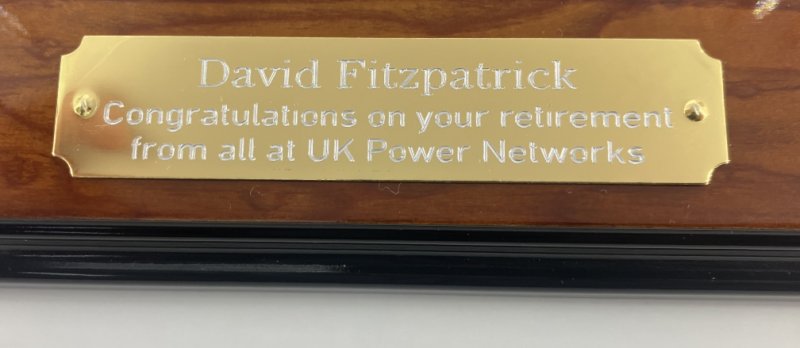 David Fitzpatrick
Congratulations on your retirement
from all at UK Power Networks